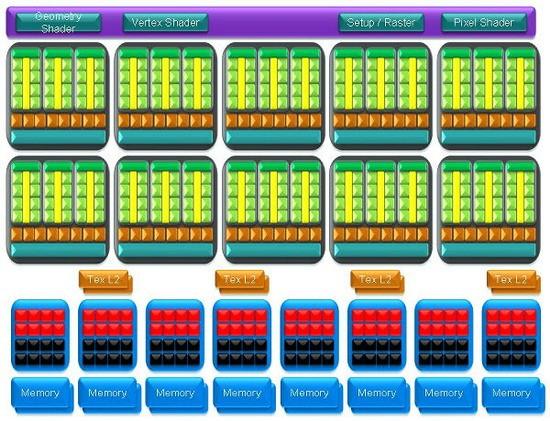 Geometry
Shader
Vertex Shader
Setup / Raster
Pixel Shader
Tex L2
Tex L2
Tex L2
Tex L2
Memory
Memory
Memory
Memory
Memory
Memory
Memory
Memory